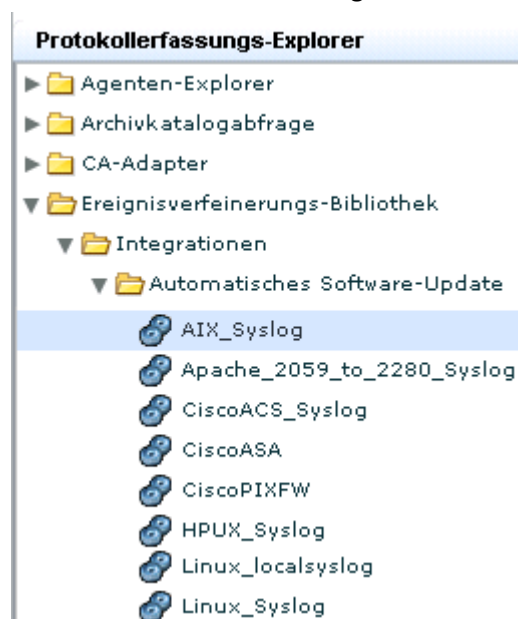 Protokollerfassungs-Explorer
Agenten-Explorer
Archivkatalogabfrage
CA-Adapter
Ereignisverfeinerungs-Bibliothek
Integrationen
Automatisches Software-Update
AIX_Syslog
Apache_2059_to_2280_Syslog
CiscoACS_Syslog
CiscoASA
CiscoPIXFW
HPUX_Syslog
Linux_localsyslog
Linux_Syslog